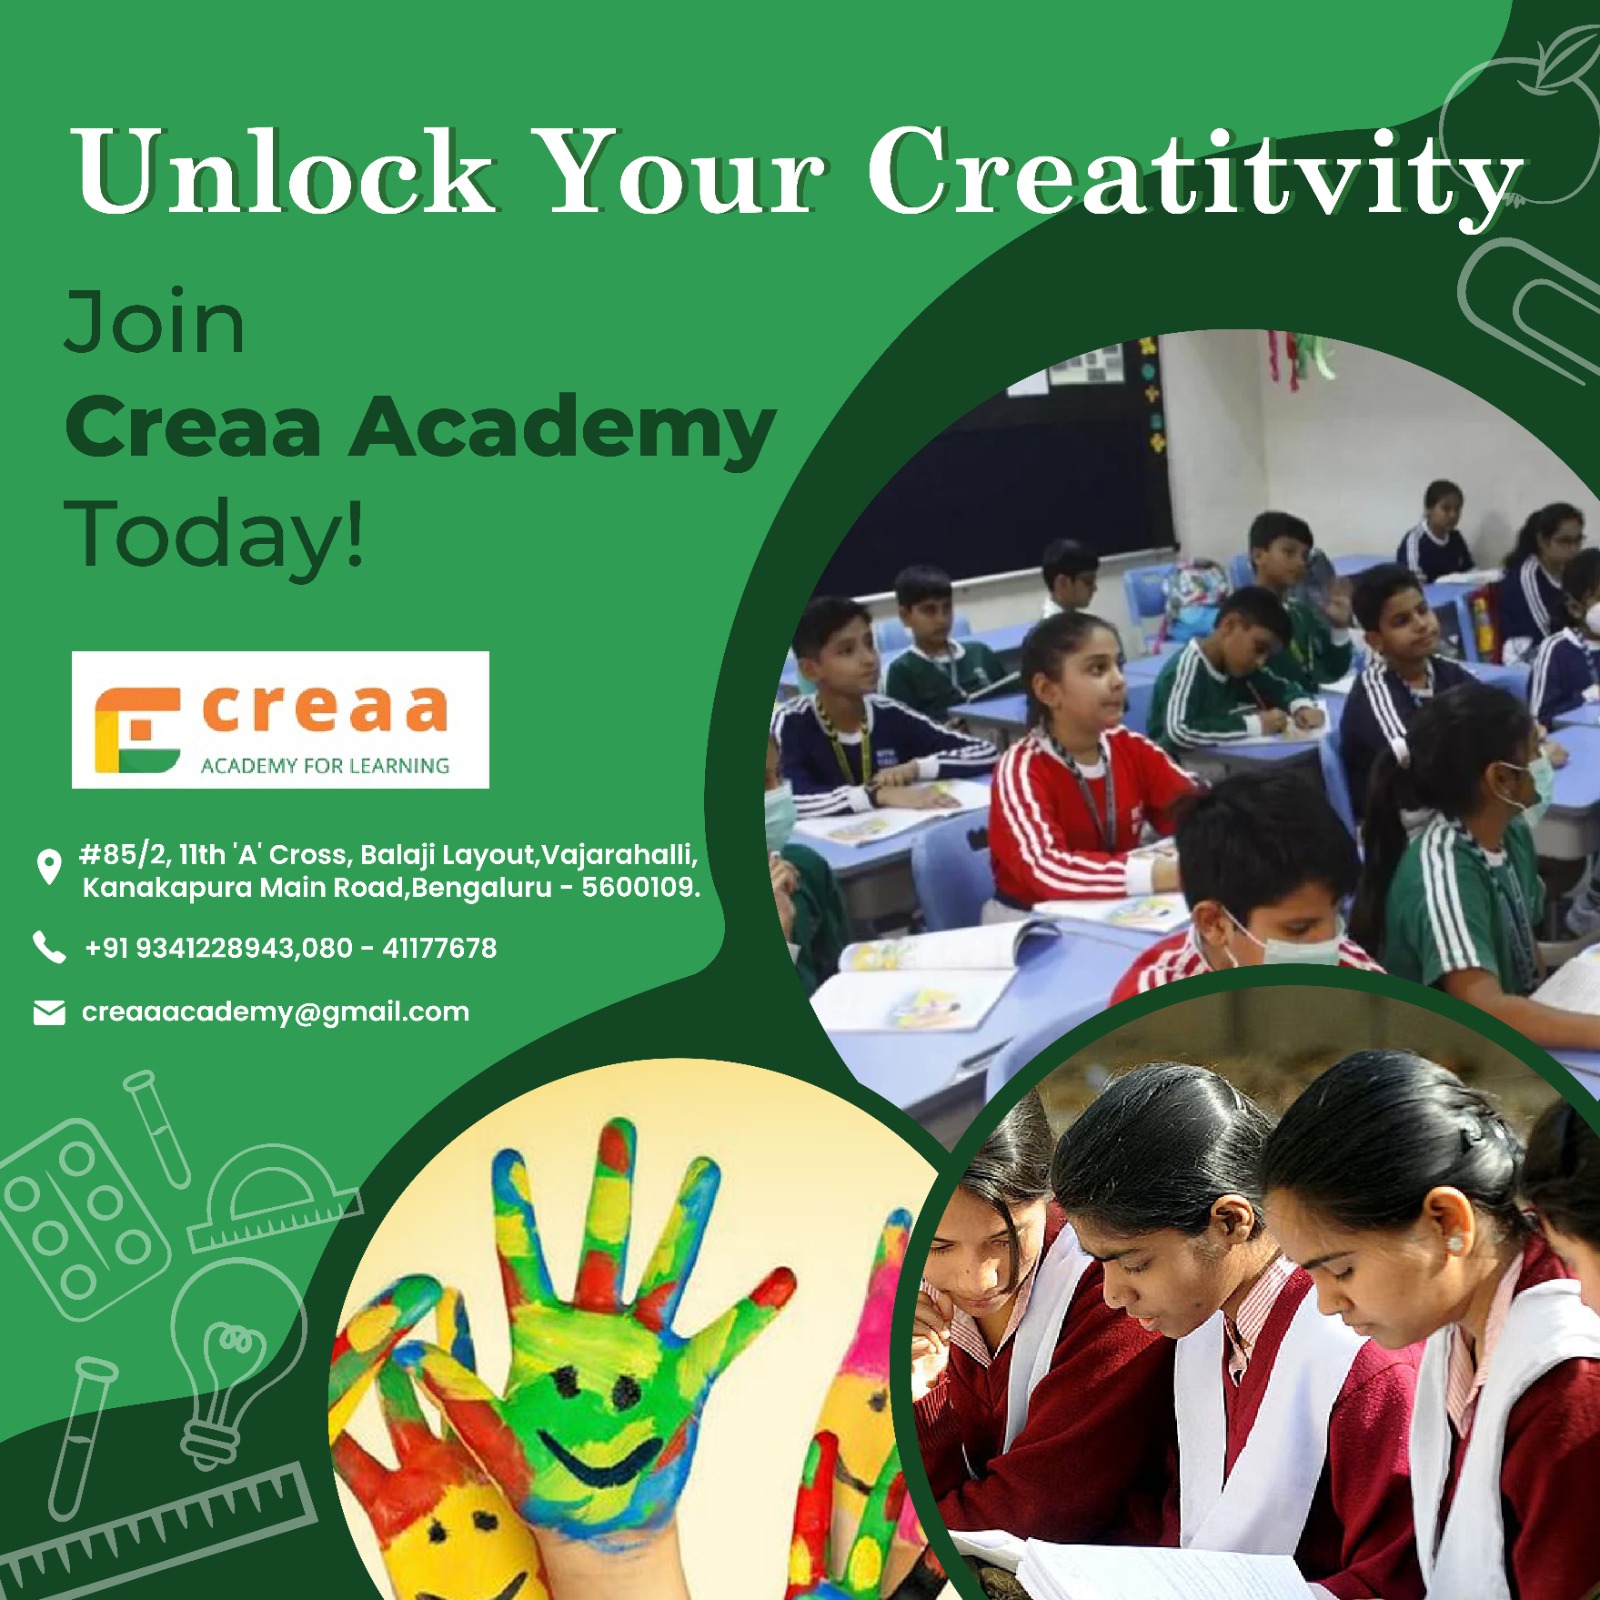 Unlock Your Creatitvity
Join
Creaa Academy
Today!
creaa
ACADEMY FOR LEARNING
#85/2, 11th 'A' Cross, Balaji Layout,Vajarahalli,
Kanakapura Main Road,Bengaluru - 5600109.
+91 9341228943,080 - 41177678
creaaacademy@gmail.com